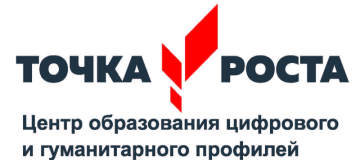 ТОЧКА РОСТА
Центр образования цифрового
и гуманитарного профилей